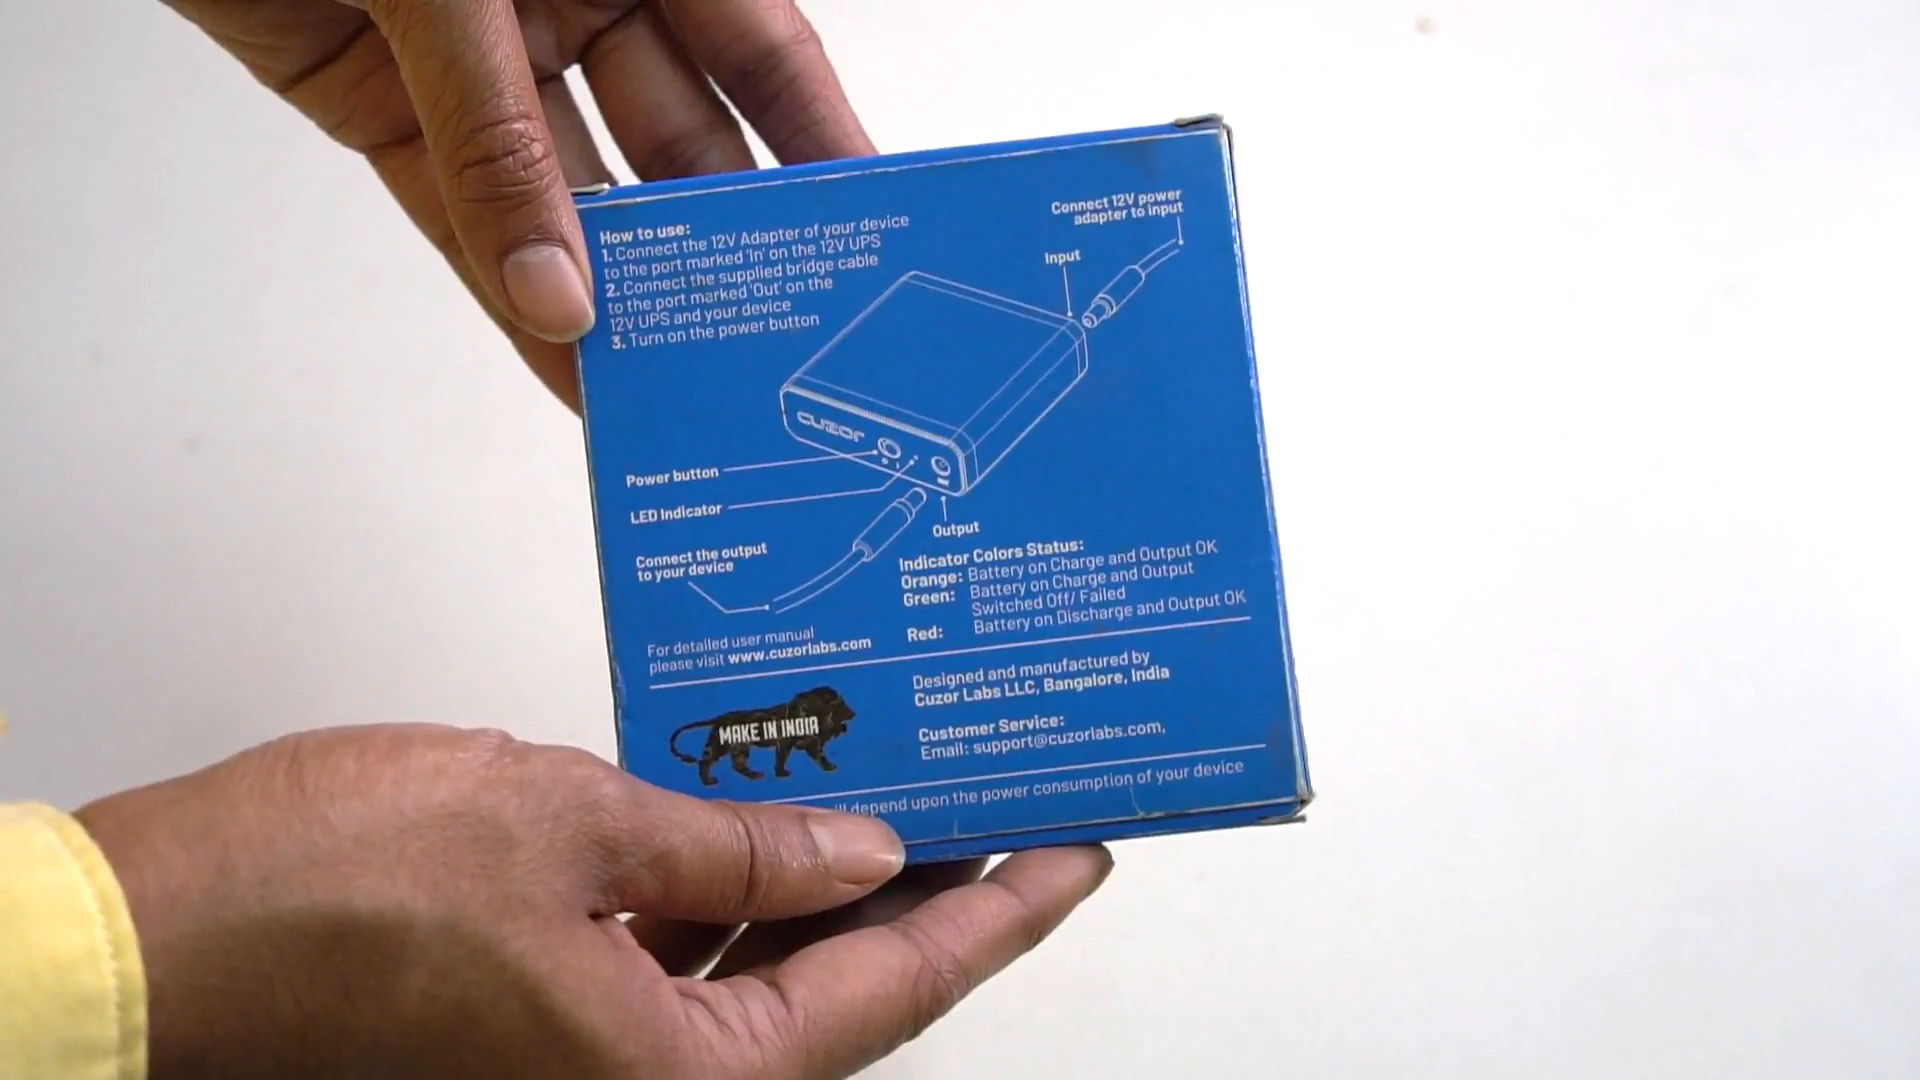 How to use:
1. Connect the 12V Adapter of your device
to the port marked 'In' on the 12V UPS
2. Connect the supplied bridge cable
to the port marked 'Out' on the
12V UPS and your device
3. Turn on the power button
Connect 12V power
adapter to input
Input
cuzor
Power button
LED Indicator
Connect the output
to your device
Output
Indicator Colors Status:
Orange: Battery on Charge and Output OK
Green: Battery on Charge and Output
Switched Off/ Failed
Red: Battery on Discharge and Output OK
For detailed user manual
please visit www.cuzorlabs.com
MAKE IN INDIA
Designed and manufactured by
Cuzor Labs LLC, Bangalore, India
Customer Service:
Email: support@cuzorlabs.com,
depend upon the power consumption of your device